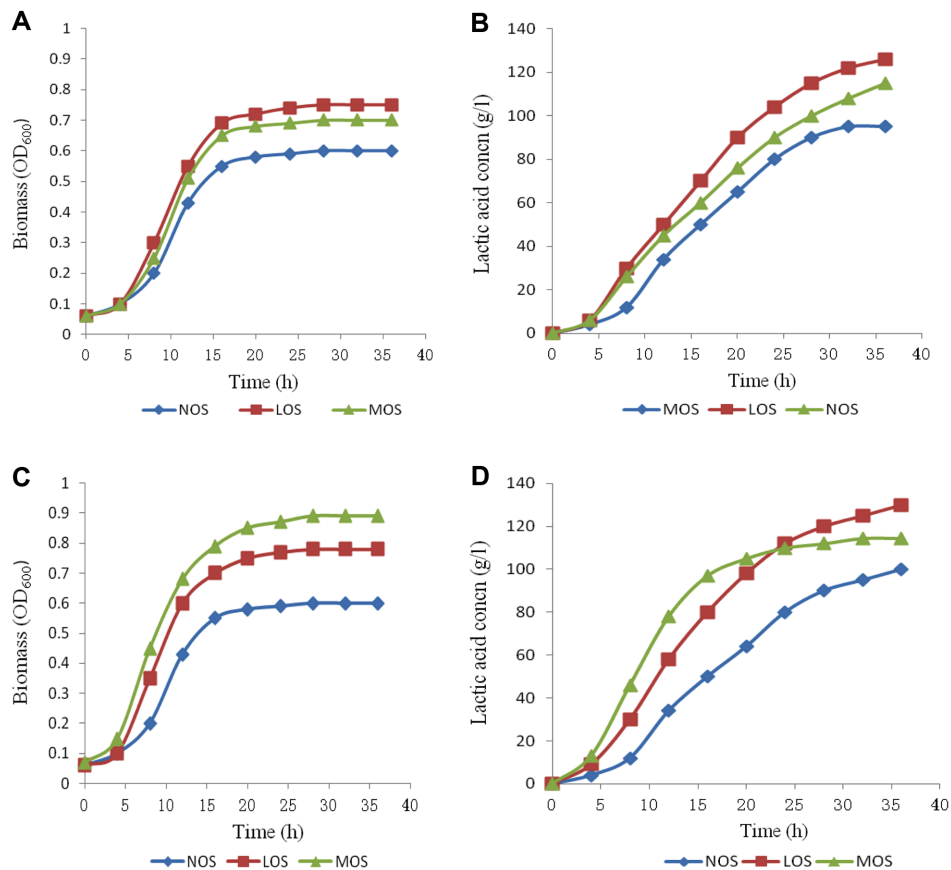 A
Biomass (OD600)
1
0.9
0.8
0.7
0.6
0.5
0.4
0.3
0.2
0.1
0
0 5 10 15 20 25 30 35 40
Time (h)
NOS LOS MOS
B
Lactic acid concn (g/l)
140
120
100
80
60
40
20
0
0 5 10 15 20 25 30 35 40
Time (h)
MOS LOS NOS
C
Biomass (OD600)
1
0.9
0.8
0.7
0.6
0.5
0.4
0.3
0.2
0.1
0
0 5 10 15 20 25 30 35 40
Time (h)
NOS LOS MOS
D
Lactic acid concn (g/l)
140
120
100
80
60
40
20
0
0 5 10 15 20 25 30 35 40
Time (h)
NOS LOS MOS